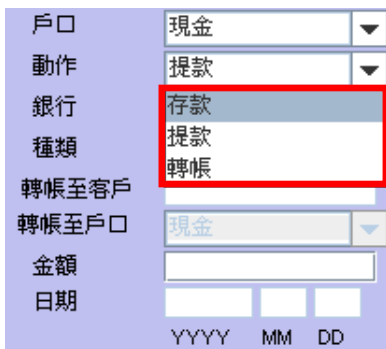 戶口 現金
動作 提款
銀行 存款
種類 提款
轉帳
轉帳至客戶
轉帳至戶口 現金
金額
日期
YYYY MM DD